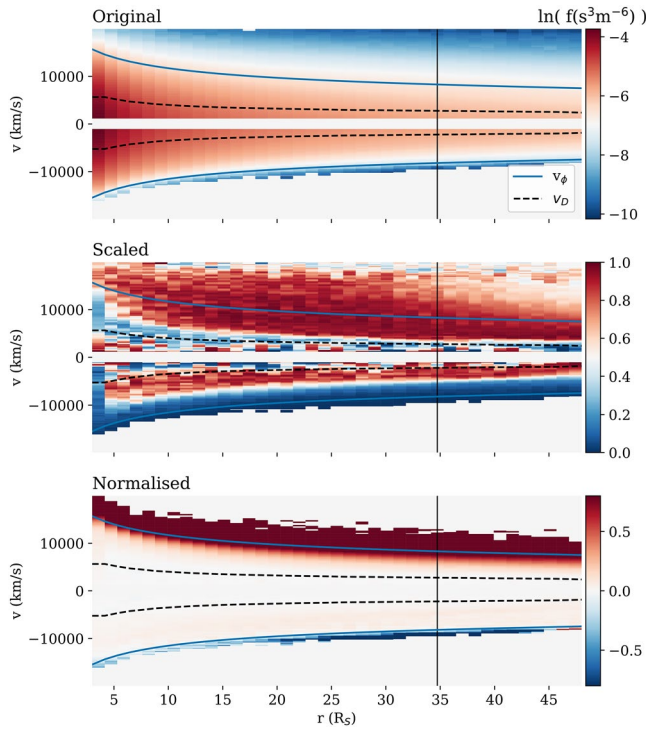 Original
ln( f(s³m⁻⁶) )
v (km/s)
10000
0
−10000
v_ϕ
v_D
−4
−6
−8
−10
Scaled
v (km/s)
10000
0
−10000
1.0
0.8
0.6
0.4
0.2
0.0
Normalised
v (km/s)
10000
0
−10000
0.5
0.0
−0.5
5 10 15 20 25 30 35 40 45
r (R_S)